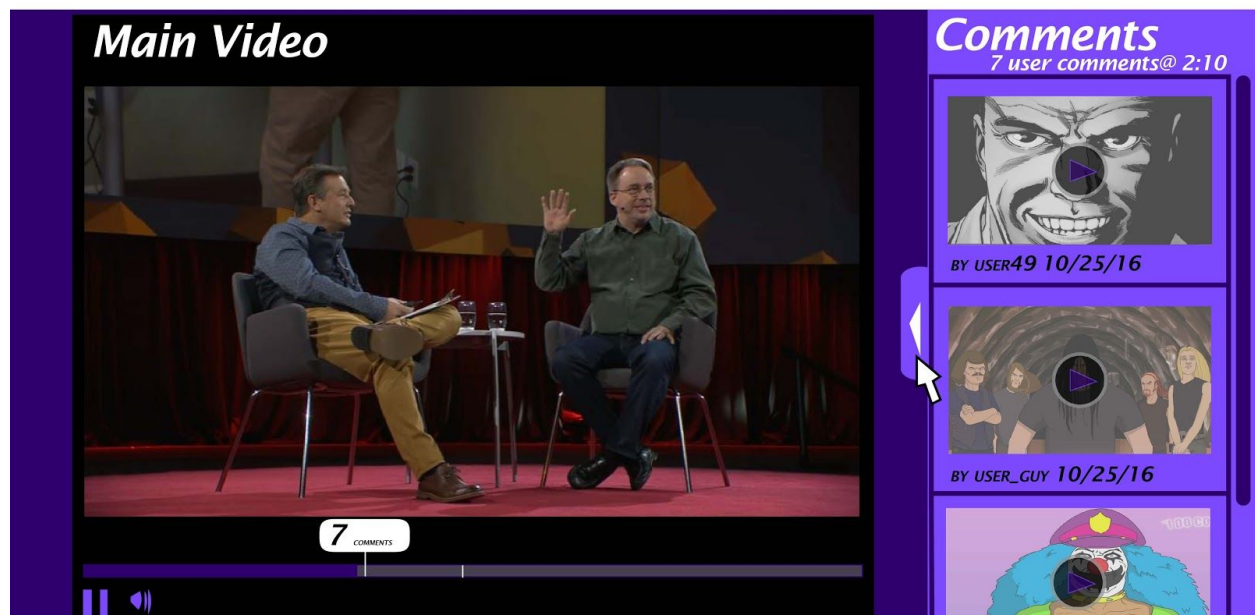 Main Video
7 COMMENTS
Comments
7 user comments@ 2:10
BY USER49 10/25/16
BY USER_GUY 10/25/16